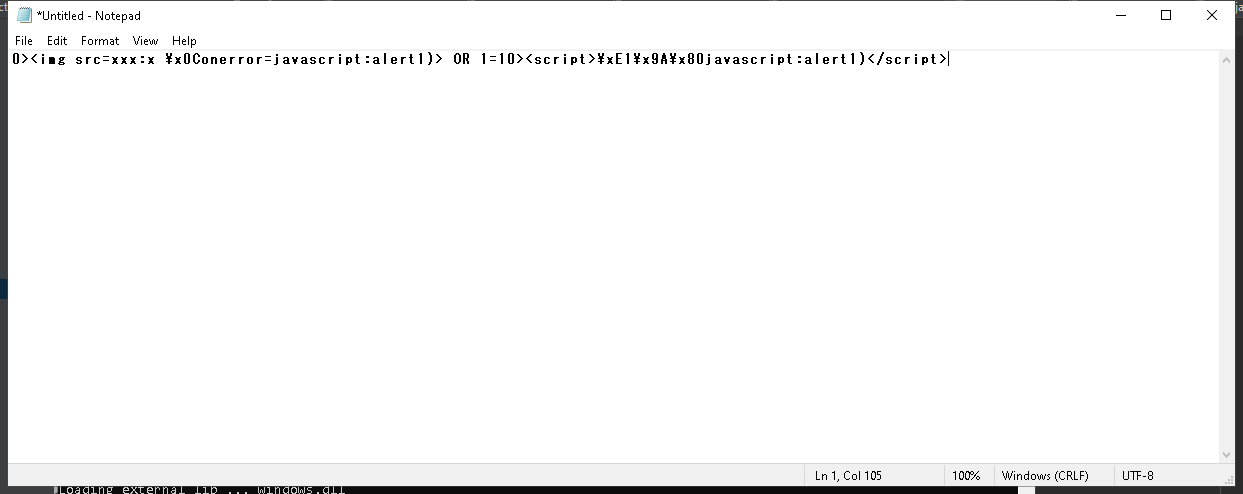 *Untitled - Notepad
File Edit Format View Help
0><img src=xxx:x ¥x0Conerror=javascript:alert1)> OR 1=10><script>¥xE1¥x9A¥x80javascript:alert1)</script>
Ln 1, Col 105 100% Windows (CRLF) UTF-8
Loading external lib ... windows.dll